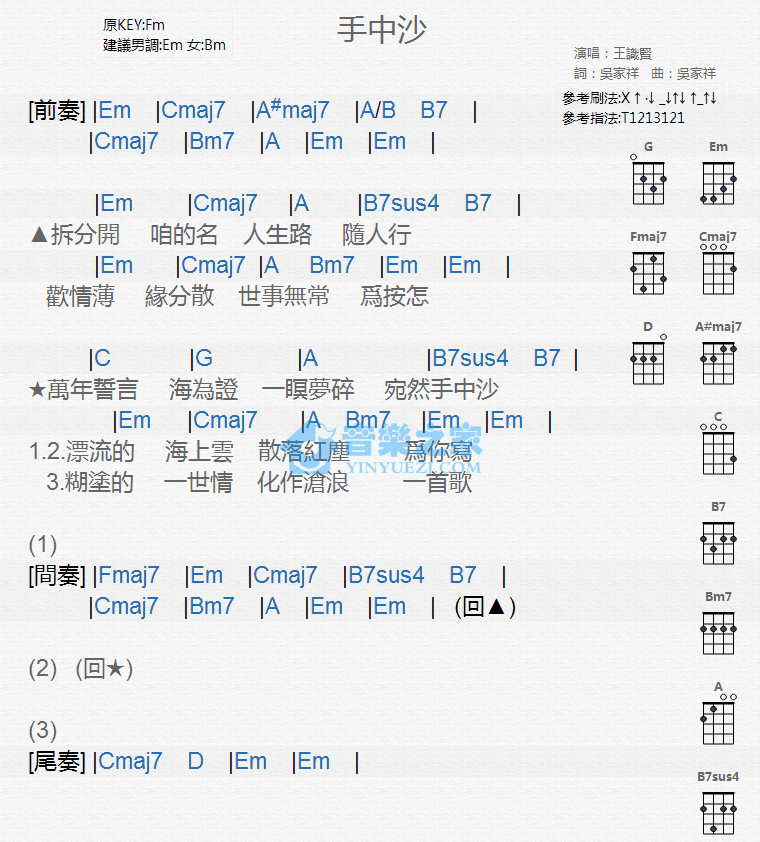 手中沙
原KEY:Fm
建議男調:Em 女:Bm
演唱：王識賢
詞：吳家祥　曲：吳家祥
參考刷法:X↑·↓_↓↑↓↑_↑↓
參考指法:T1213121
[前奏] |Em |Cmaj7 |A#maj7 |A/B B7 |
|Cmaj7 |Bm7 |A |Em |Em |
|Em |Cmaj7 |A |B7sus4 B7 |
▲拆分開 咱的名 人生路 隨人行
|Em |Cmaj7 |A Bm7 |Em |Em |
歡情薄 緣分散 世事無常 爲按怎
|C |G |A |B7sus4 B7 |
★萬年誓言 海為證 一瞑夢碎 宛然手中沙
|Em |Cmaj7 |A Bm7 |Em |Em |
1.2.漂流的 海上雲 散落紅塵 爲你寫
3.糊塗的 一世情 化作滄浪 一首歌
(1)
[間奏] |Fmaj7 |Em |Cmaj7 |B7sus4 B7 |
|Cmaj7 |Bm7 |A |Em |Em | (回▲)
(2) (回★)
(3)
[尾奏] |Cmaj7 D |Em |Em |
G Em
Fmaj7 Cmaj7
D A#maj7
C
B7
Bm7
A
B7sus4
音樂之家
YINYUEZJ.COM